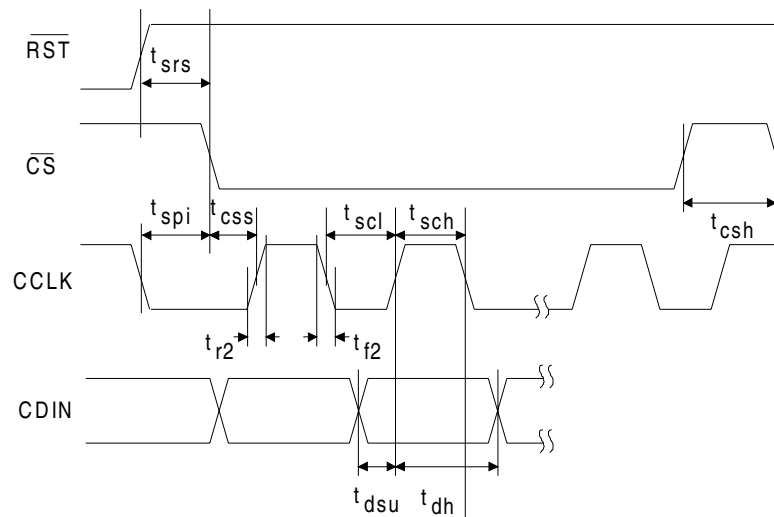 RST
t srs
CS
t spi t css t scl t sch t csh
CCLK
t r2 t f2
CDIN
t dsu t dh